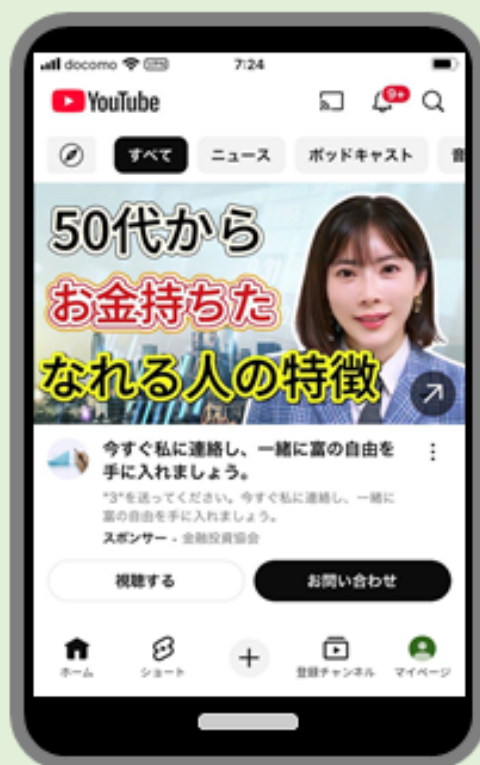 docomo 7:24
YouTube 9+
すべて ニュース ポッドキャスト 音
50代から
お金持ちた
なれる人の特徴
今すぐ私に連絡し、一緒に富の自由を
手に入れましょう。
"3"を送ってください。今すぐ私に連絡し、一緒に
富の自由を手に入れましょう。
スポンサー・金融投資協会
視聴する お問い合わせ
ホーム ショート 登録チャンネル マイページ